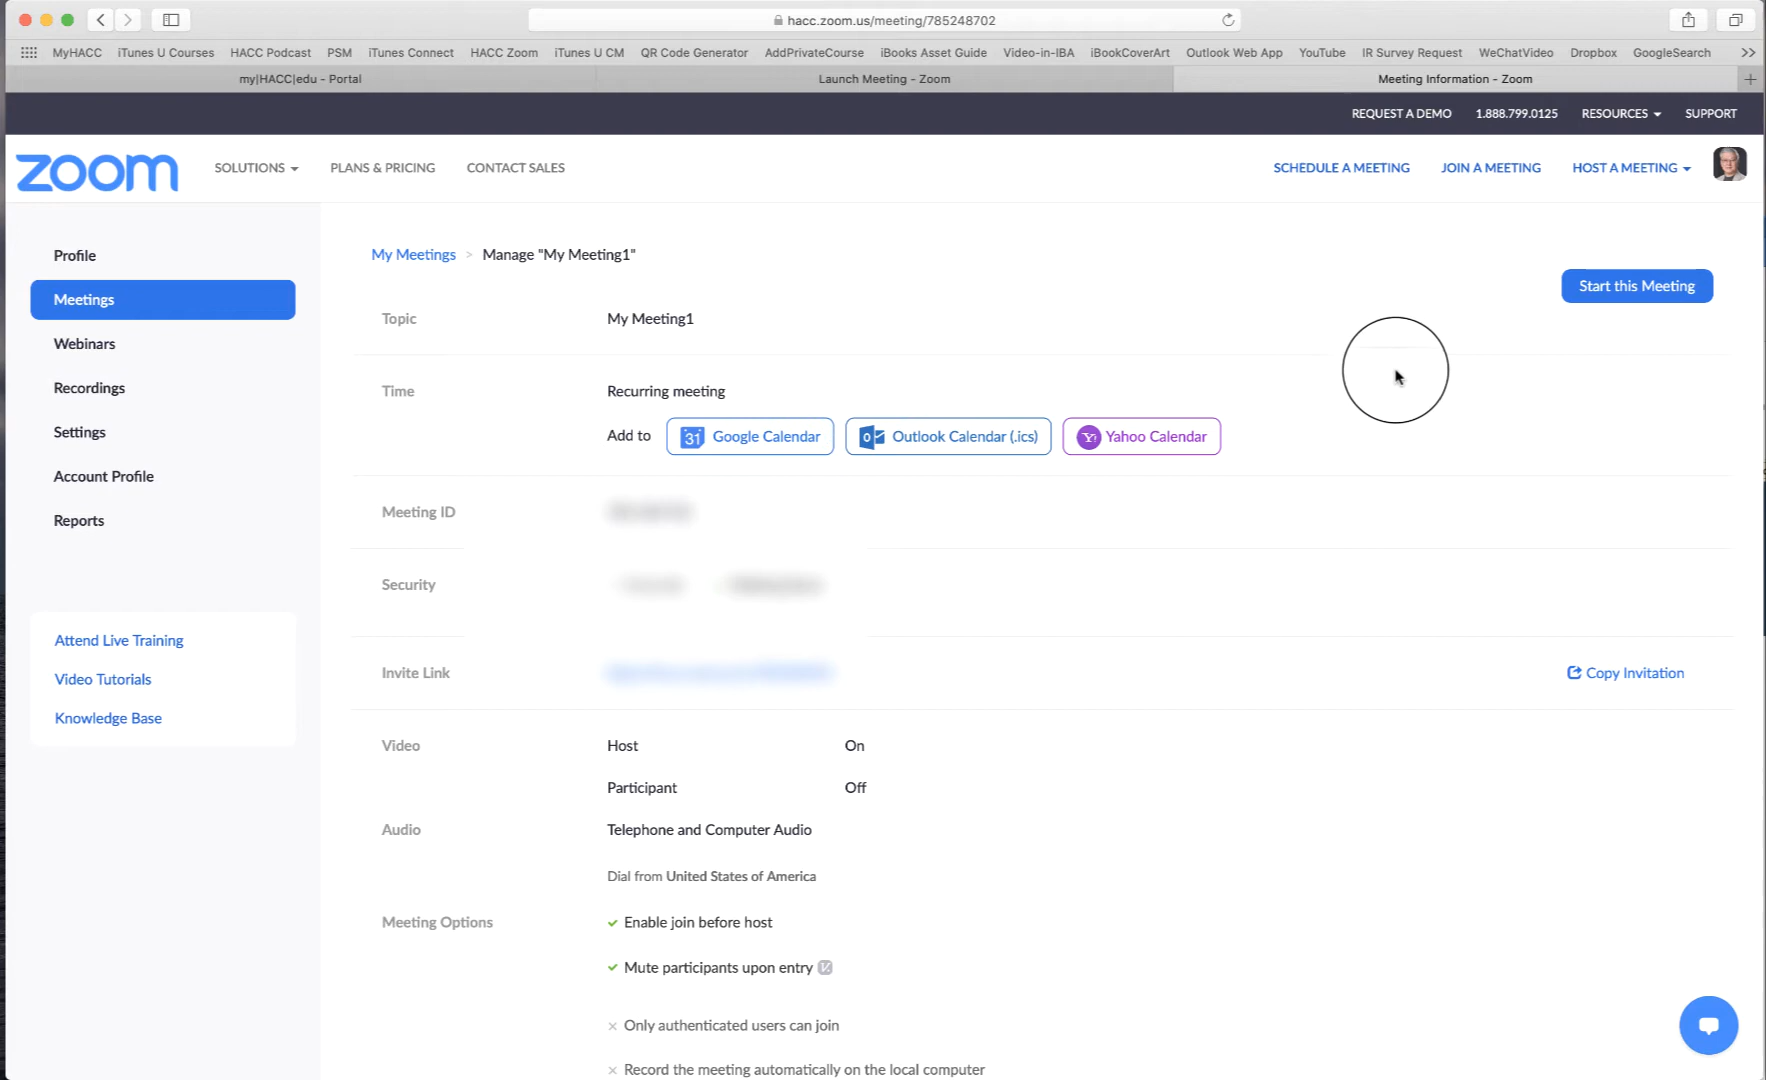 hacc.zoom.us/meeting/785248702
MyHACC iTunes U Courses HACC Podcast PSM iTunes Connect HACC Zoom iTunes U CM QR Code Generator AddPrivateCourse iBooks Asset Guide Video-in-IBA iBookCoverArt Outlook Web App YouTube IR Survey Request WeChatVideo Dropbox GoogleSearch >>
my|HACC|edu - Portal Launch Meeting - Zoom Meeting Information - Zoom +
REQUEST A DEMO 1.888.799.0125 RESOURCES SUPPORT
zoom SOLUTIONS PLANS & PRICING CONTACT SALES SCHEDULE A MEETING JOIN A MEETING HOST A MEETING
Profile
Meetings
Webinars
Recordings
Settings
Account Profile
Reports
Attend Live Training
Video Tutorials
Knowledge Base
My Meetings > Manage "My Meeting1"
Start this Meeting
Topic My Meeting1
Time Recurring meeting
Add to 31 Google Calendar Outlook Calendar (.ics) Yahoo Calendar
Meeting ID
Security
Invite Link Copy Invitation
Video Host On
Participant Off
Audio Telephone and Computer Audio
Dial from United States of America
Meeting Options Enable join before host
Mute participants upon entry
Only authenticated users can join
Record the meeting automatically on the local computer